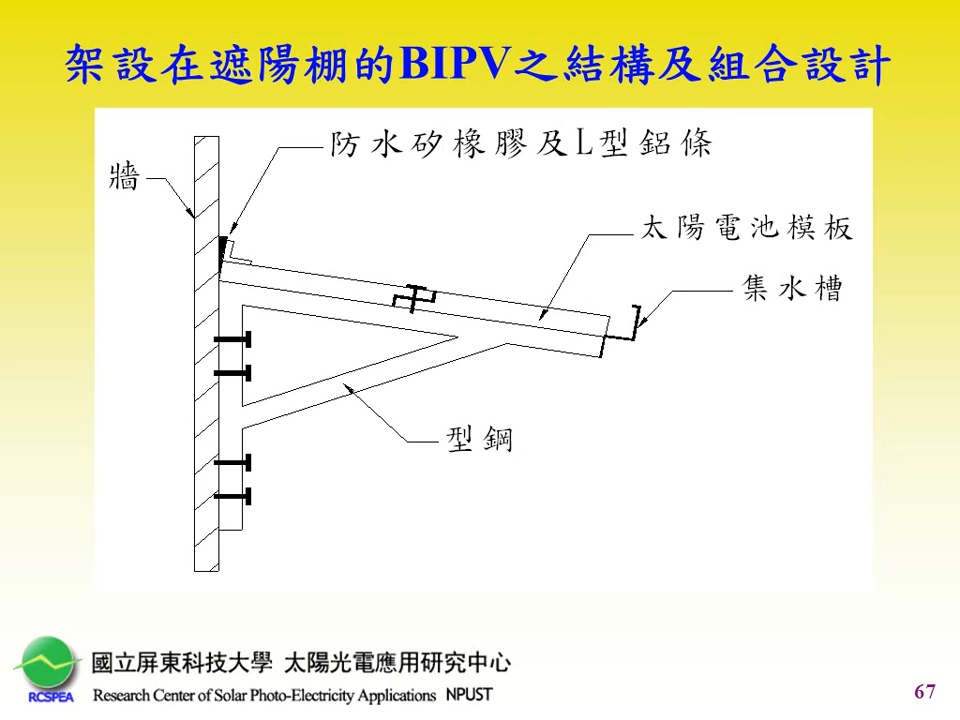 架設在遮陽棚的BIPV之結構及組合設計
防水矽橡膠及L型鋁條
牆
太陽電池模板
集水槽
型鋼
國立屏東科技大學 太陽光電應用研究中心
RCSPEA
Research Center of Solar Photo-Electricity Applications NPUST
67